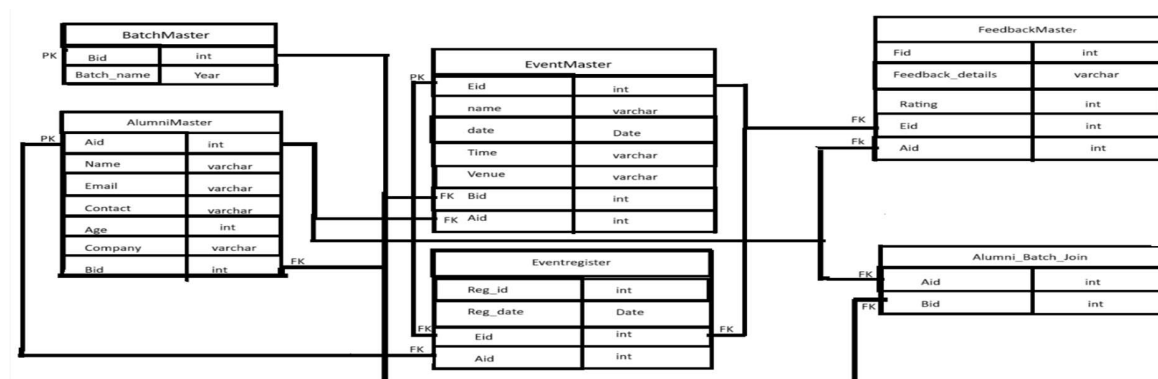 BatchMaster
PK Bid int
Batch_name Year
AlumniMaster
PK Aid int
Name varchar
Email varchar
Contact varchar
Age int
Company varchar
Bid int FK
EventMaster
PK Eid int
name varchar
date Date
Time varchar
Venue varchar
FK Bid int
FK Aid int
Eventregister
Reg_id int
Reg_date Date
FK Eid int FK
FK Aid int
FeedbackMaster
Fid int
Feedback_details varchar
Rating int
FK Eid int
Fk Aid int
Alumni_Batch_Join
FK Aid int
FK Bid int